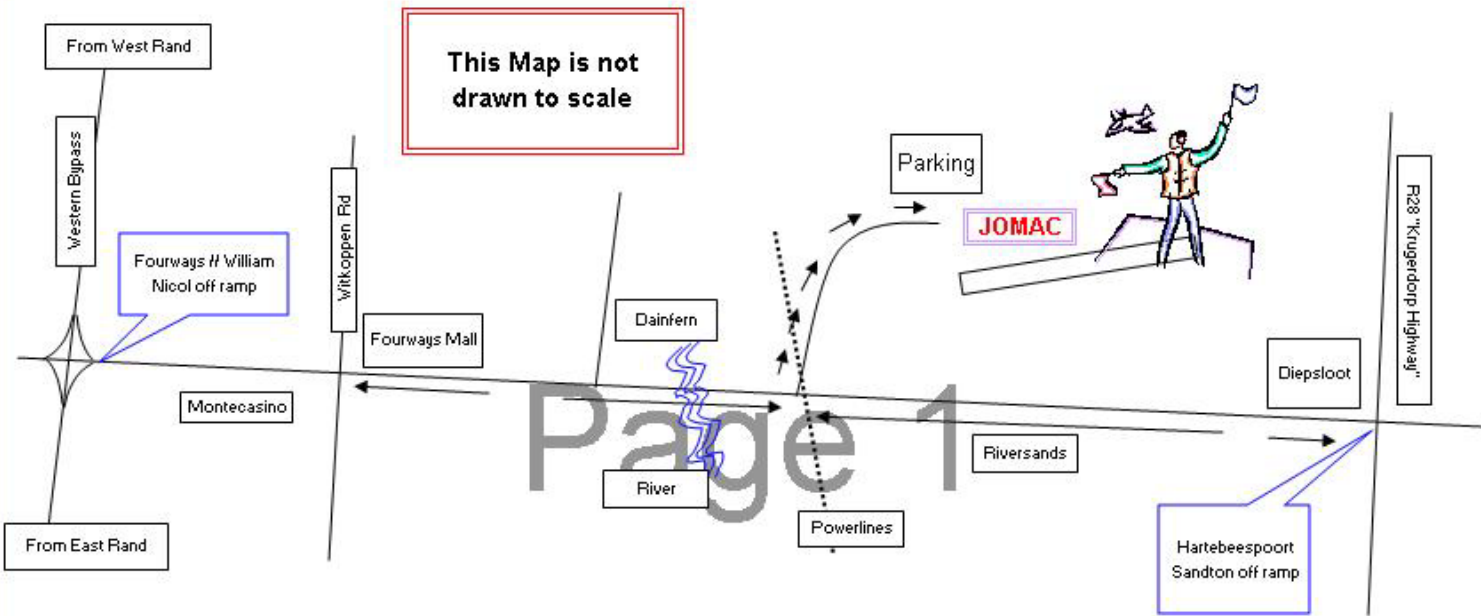 From West Rand
This Map is not
drawn to scale
Western Bypass
Witkoppen Rd
Parking
JOMAC
R28 "Krugerdorp Highway"
Fourways // William
Nicol off ramp
Fourways Mall
Dainfern
Diepsloot
Montecasino
Page 1
Riversands
River
Powerlines
From East Rand
Hartebeespoort
Sandton off ramp